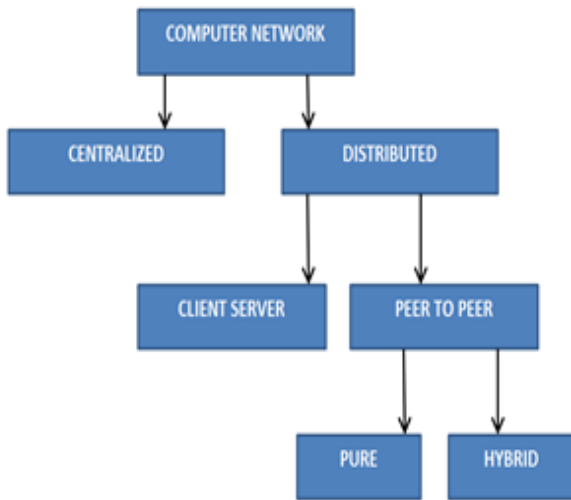 COMPUTER NETWORK
CENTRALIZED
DISTRIBUTED
CLIENT SERVER
PEER TO PEER
PURE
HYBRID